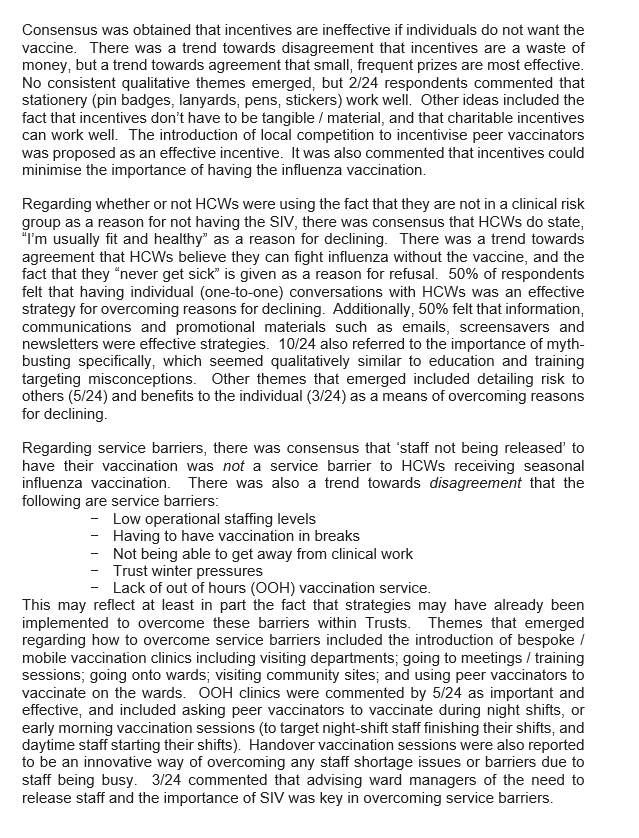 Consensus was obtained that incentives are ineffective if individuals do not want the
vaccine.  There was a trend towards disagreement that incentives are a waste of
money, but a trend towards agreement that small, frequent prizes are most effective.
No consistent qualitative themes emerged, but 2/24 respondents commented that
stationery (pin badges, lanyards, pens, stickers) work well.  Other ideas included the
fact that incentives don’t have to be tangible / material, and that charitable incentives
can work well.  The introduction of local competition to incentivise peer vaccinators
was proposed as an effective incentive.  It was also commented that incentives could
minimise the importance of having the influenza vaccination.
Regarding whether or not HCWs were using the fact that they are not in a clinical risk
group as a reason for not having the SIV, there was consensus that HCWs do state,
“I’m usually fit and healthy” as a reason for declining.  There was a trend towards
agreement that HCWs believe they can fight influenza without the vaccine, and the
fact that they “never get sick” is given as a reason for refusal.  50% of respondents
felt that having individual (one-to-one) conversations with HCWs was an effective
strategy for overcoming reasons for declining.  Additionally, 50% felt that information,
communications and promotional materials such as emails, screensavers and
newsletters were effective strategies.  10/24 also referred to the importance of myth-
busting specifically, which seemed qualitatively similar to education and training
targeting misconceptions.  Other themes that emerged included detailing risk to
others (5/24) and benefits to the individual (3/24) as a means of overcoming reasons
for declining.
Regarding service barriers, there was consensus that ‘staff not being released’ to
have their vaccination was not a service barrier to HCWs receiving seasonal
influenza vaccination.  There was also a trend towards disagreement that the
following are service barriers:
- Low operational staffing levels
- Having to have vaccination in breaks
- Not being able to get away from clinical work
- Trust winter pressures
- Lack of out of hours (OOH) vaccination service.
This may reflect at least in part the fact that strategies may have already been
implemented to overcome these barriers within Trusts.  Themes that emerged
regarding how to overcome service barriers included the introduction of bespoke /
mobile vaccination clinics including visiting departments; going to meetings / training
sessions; going onto wards; visiting community sites; and using peer vaccinators to
vaccinate on the wards.  OOH clinics were commented by 5/24 as important and
effective, and included asking peer vaccinators to vaccinate during night shifts, or
early morning vaccination sessions (to target night-shift staff finishing their shifts, and
daytime staff starting their shifts).  Handover vaccination sessions were also reported
to be an innovative way of overcoming any staff shortage issues or barriers due to
staff being busy.  3/24 commented that advising ward managers of the need to
release staff and the importance of SIV was key in overcoming service barriers.